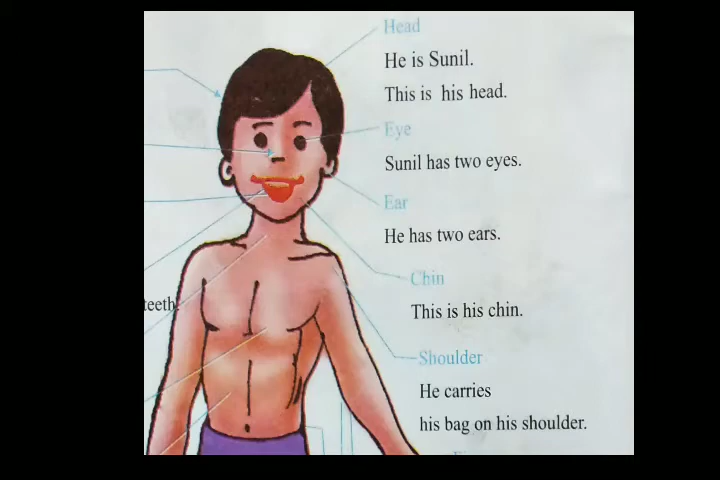 Head
He is Sunil.
This is his head.
Eye
Sunil has two eyes.
Ear
He has two ears.
Chin
This is his chin.
teeth
Shoulder
He carries
his bag on his shoulder.